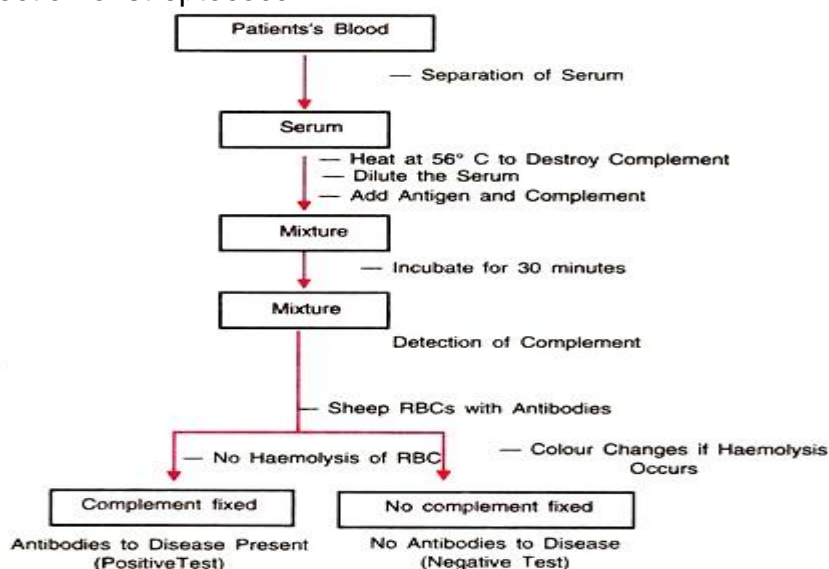 Patients's Blood
— Separation of Serum
Serum
— Heat at 56° C to Destroy Complement
— Dilute the Serum
— Add Antigen and Complement
Mixture
— Incubate for 30 minutes
Mixture
Detection of Complement
— Sheep RBCs with Antibodies
— No Haemolysis of RBC
— Colour Changes if Haemolysis
Occurs
Complement fixed
No complement fixed
Antibodies to Disease Present
(PositiveTest)
No Antibodies to Disease
(Negative Test)